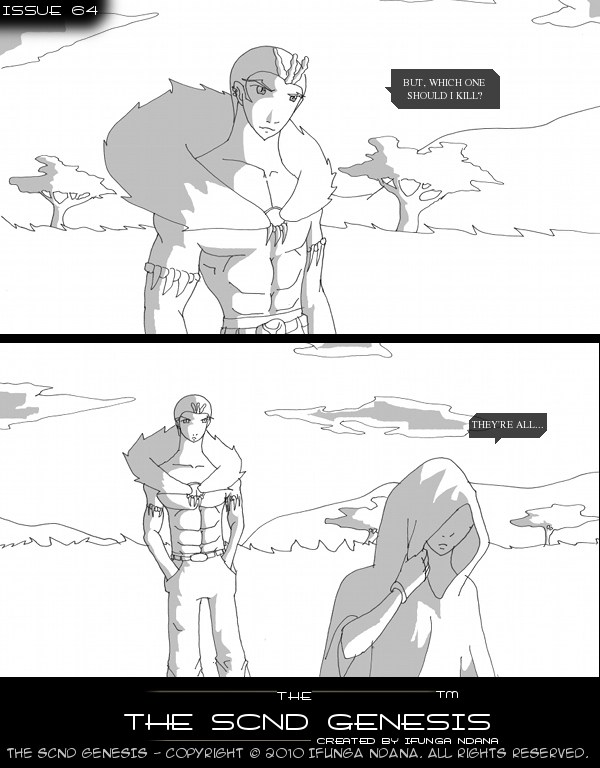 ISSUE 64
BUT, WHICH ONE
SHOULD I KILL?
THEY'RE ALL...
THE TM
THE SCND GENESIS
CREATED BY IFUNGA NDANA
THE SCND GENESIS - COPYRIGHT © 2010 IFUNGA NDANA. ALL RIGHTS RESERVED.